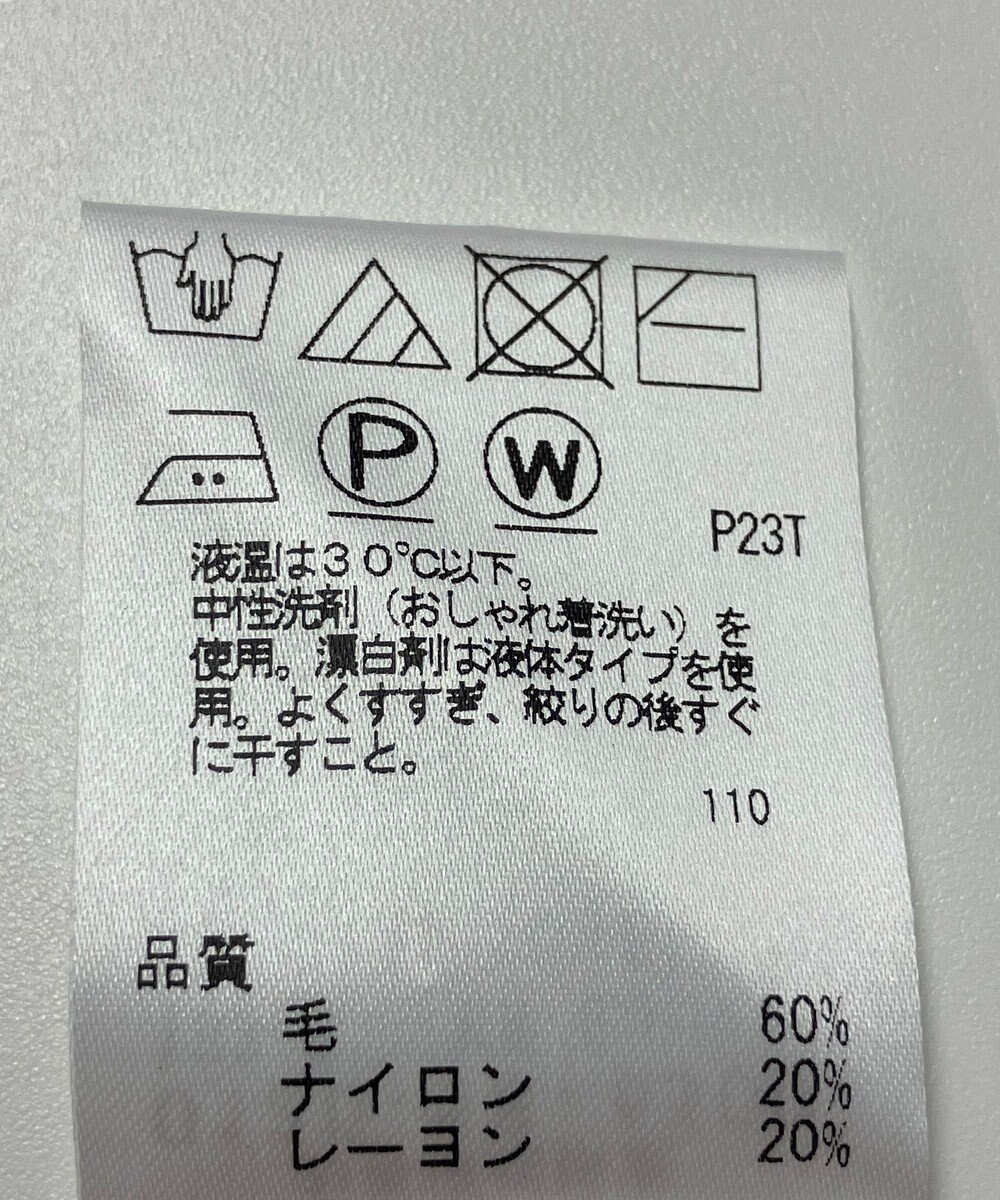 P W
P23T
液温は30℃以下。
中性洗剤（おしゃれ着洗い）を
使用。漂白剤は液体タイプを使
用。よくすすぎ、絞りの後すぐ
に干すこと。
110
品質
毛 60%
ナイロン 20%
レーヨン 20%